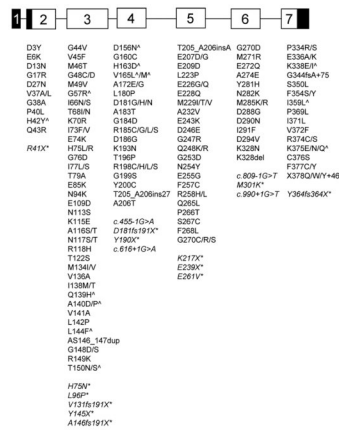 1 2 3 4 5 6 7
D3Y
E6K
D13N
G17R
V37A/L
G38A
P40L
H42Y^
Q43R
R41X*
G44V
V45F
M46T
G48C/D
M49V
G57R^
I66N/S
T68I/N
K70R
I73F/V
E74K
H75L/R
G76D
I77L/S
T79A
E85K
N94K
E109D
N113S
K115E
A116S/T
N117S/T
R118H
T122S
M134I/V
V136A
I138M/T
Q139H^
A140D/P^
V141A
L142P
L144F^
AS146_147dup
G148D/S
R149K
T150N/S^
H75N*
L96P*
V131fs191X*
Y145X*
A146fs191X*
D156N^
G160C
H163D^
V165L^/M^
A172E/G
L180P
D181G/H/N
A183T
G184D
R185C/G/L/S
D186G
K193N
T196P
R198C/H/L/S
G199S
Y200C
T205_A206ins27
A206T
c.455-1G>A
D181fs191X*
Y190X*
c.616+1G>A
T205_A206insA
E207D/G
E209D
L223P
E226G/Q
E228Q
M229I/T/V
A232V
E243K
D246E
G247R
Q248K/R
G253D
E255G
F257C
R258H/L
Q265L
P266T
S267C
F268L
G270C/R/S
K217X*
E239X*
E261V*
G270D
M271R
E272Q
A274E
Y281H
N282K
M285K/R
D288G
D290N
I291F
D294V
K328N
K328del
c.809-1G>T
M301K*
c.990+1G>T
P334R/S
E336A/K
K338E/I^
G344fsA+75
S350L
F354S/Y
I359L^
P369L
I371L
V372F
R374C/S
K375E/N/Q^
C376S
F377C/Y
X378Q/W/Y+46
Y364fs364X*